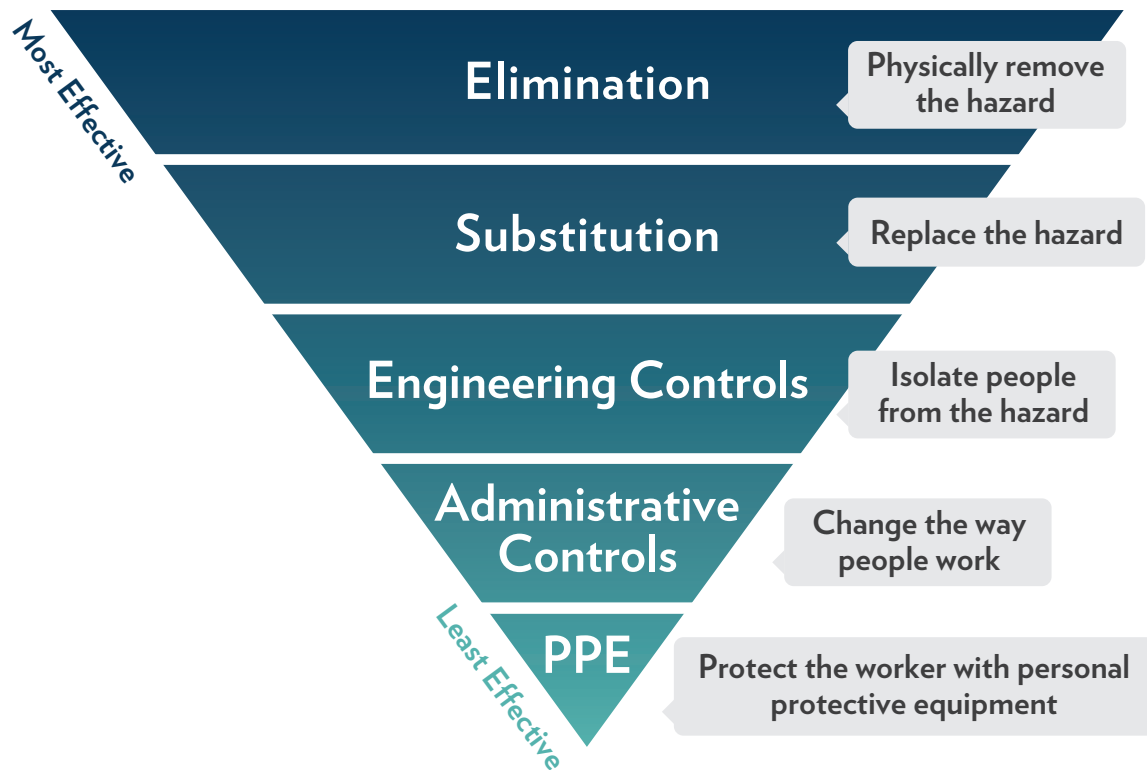 Most Effective
Elimination
Physically remove
the hazard
Substitution
Replace the hazard
Engineering Controls
Isolate people
from the hazard
Administrative
Controls
Change the way
people work
Least Effective
PPE
Protect the worker with personal
protective equipment